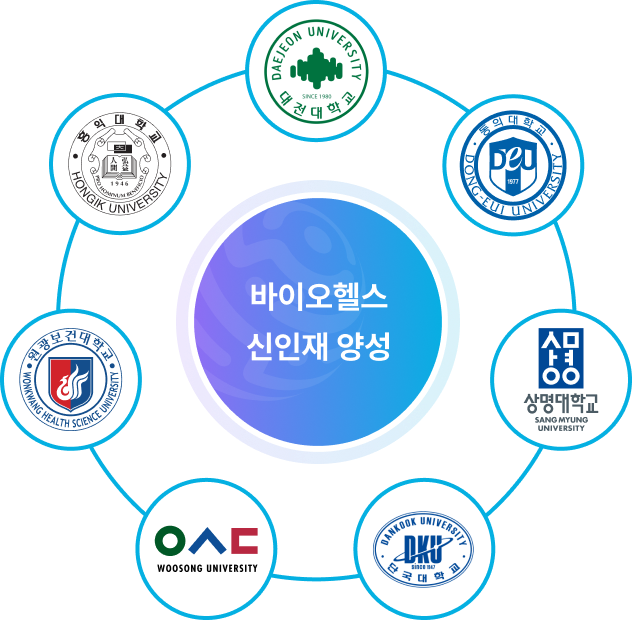 DAEJEON UNIVERSITY
SINCE 1980
대전대학교
홍익대학교
1946
HONGIK UNIVERSITY
동의대학교
DEU
1977
DONG-EUI UNIVERSITY
바이오헬스
신인재 양성
원광보건대학교
WONKWANG HEALTH SCIENCE UNIVERSITY
상명
상명대학교
SANGMYUNG
UNIVERSITY
WOOSONG UNIVERSITY
DANKOOK UNIVERSITY
DKU
SINCE 1947
단국대학교